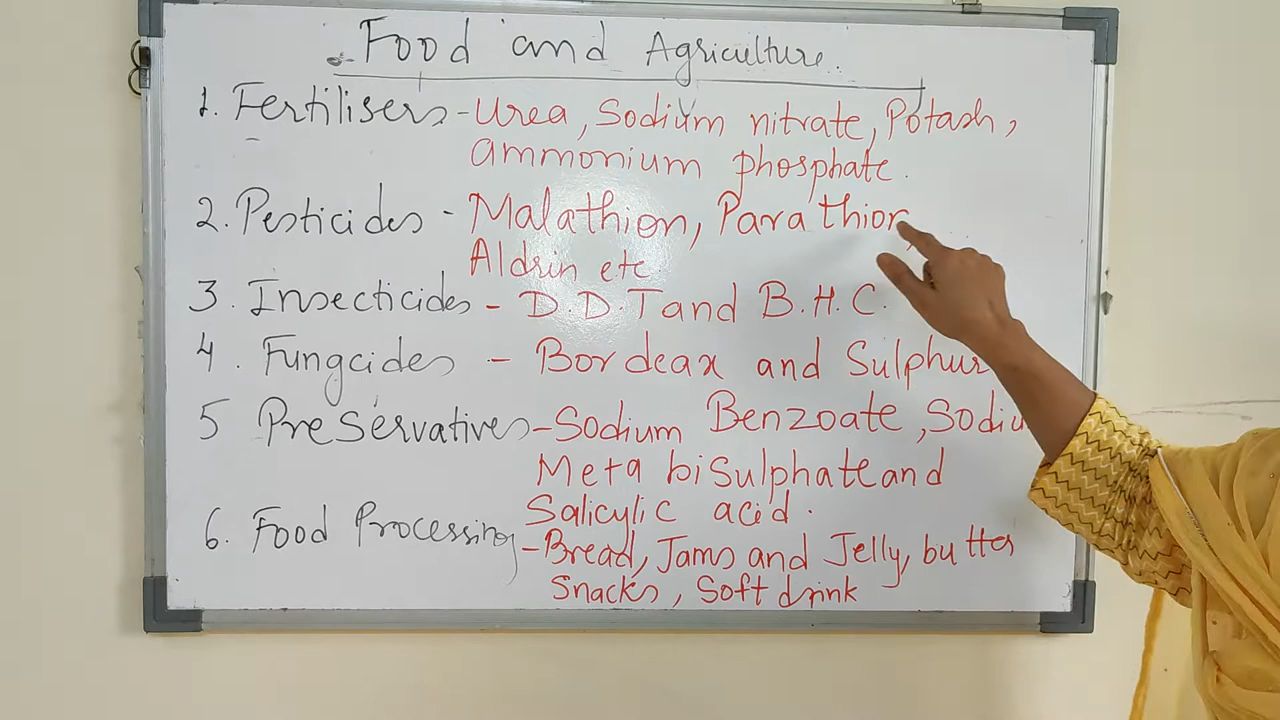 Food and Agriculture.
1. Fertilisers - Urea, Sodium nitrate, Potash,
ammonium phosphate.
2. Pesticides - Malathion, Parathion
Aldrin etc
3. Insecticides - D.D.T and B.H.C.
4. Fungcides - Bordeax and Sulphur
5 Preservatives - Sodium Benzoate, Sodiu
Meta bisulphate and
Salicylic acid.
6. Food Processing - Bread, Jams and Jelly, butter
Snacks, Soft drink